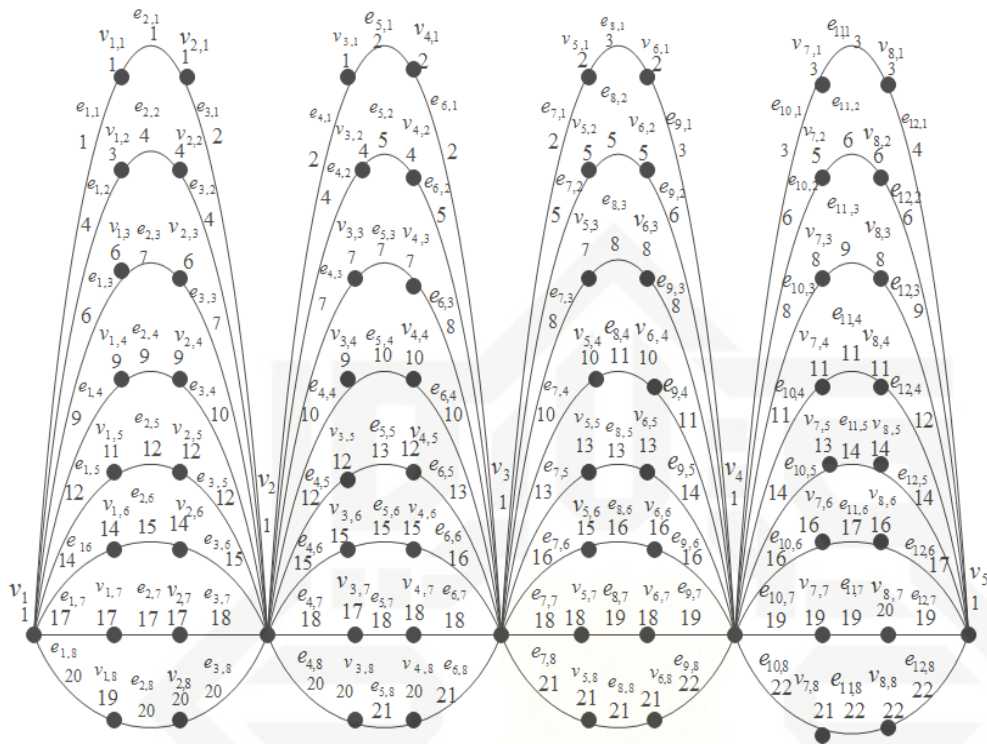 e2,1 e5,1 e8,1 e11,1
v1,1 1 v2,1 v3,1 2 v4,1 v5,1 3 v6,1 v7,1 3 v8,1
1 1 1 2 2 2 3 3
e1,1 e2,2 e3,1 e4,1 e5,2 e6,1 e7,1 e8,2 e9,1 e10,1 e11,2 e12,1
1 v1,2 4 v2,2 2 2 v3,2 5 v4,2 2 2 v5,2 5 v6,2 3 3 v7,2 6 v8,2 4
3 4 4 4 5 5 5 6
e1,2 e3,2 e4,2 e6,2 e7,2 e9,2 e10,2 e12,2
4 4 4 5 5 6 6 6
v1,3 e2,3 v2,3 v3,3 e5,3 v4,3 v5,3 e8,3 v6,3 v7,3 e11,3 v8,3
6 7 6 7 7 7 7 8 8 8 9 8
e1,3 e3,3 e4,3 e6,3 e7,3 e9,3 e10,3 e12,3
6 7 7 8 8 8 8 9
v1,4 e2,4 v2,4 v3,4 e5,4 v4,4 v5,4 e8,4 v6,4 v7,4 e11,4 v8,4
9 9 9 9 10 10 10 11 10 11 11 11
e1,4 e3,4 e4,4 e6,4 e7,4 e9,4 e10,4 e12,4
9 10 10 10 10 11 11 12
v1,5 e2,5 v2,5 v3,5 e5,5 v4,5 v5,5 e8,5 v6,5 v7,5 e11,5 v8,5
11 12 12 12 13 12 13 13 13 13 14 14
e1,5 e3,5 v2 e4,5 e6,5 v3 e7,5 e9,5 v4 e10,5 e12,5
12 12 1 12 13 1 13 14 1 14 14
v1,6 e2,6 v2,6 v3,6 e5,6 v4,6 v5,6 e8,6 v6,6 v7,6 e11,6 v8,6
14 15 14 15 15 15 15 16 16 16 17 16
e16 e3,6 e4,6 e6,6 e7,6 e9,6 e10,6 e12,6
14 15 15 16 16 16 16 17
v1 e1,7 v1,7 e2,7 v2,7 e3,7 e4,7 v3,7 e5,7 v4,7 e6,7 e7,7 v5,7 e8,7 v6,7 e9,7 e10,7 v7,7 e11,7 v8,7 e12,7 v5
1 17 17 17 17 18 18 17 18 18 18 18 18 19 18 19 19 19 19 20 19 1
e1,8 v1,8 e2,8 v2,8 e3,8 e4,8 v3,8 e5,8 v4,8 e6,8 e7,8 v5,8 e8,8 v6,8 e9,8 e10,8 v7,8 e11,8 v8,8 e12,8
20 19 20 20 20 20 20 21 20 21 21 21 21 21 22 22 21 22 22 22